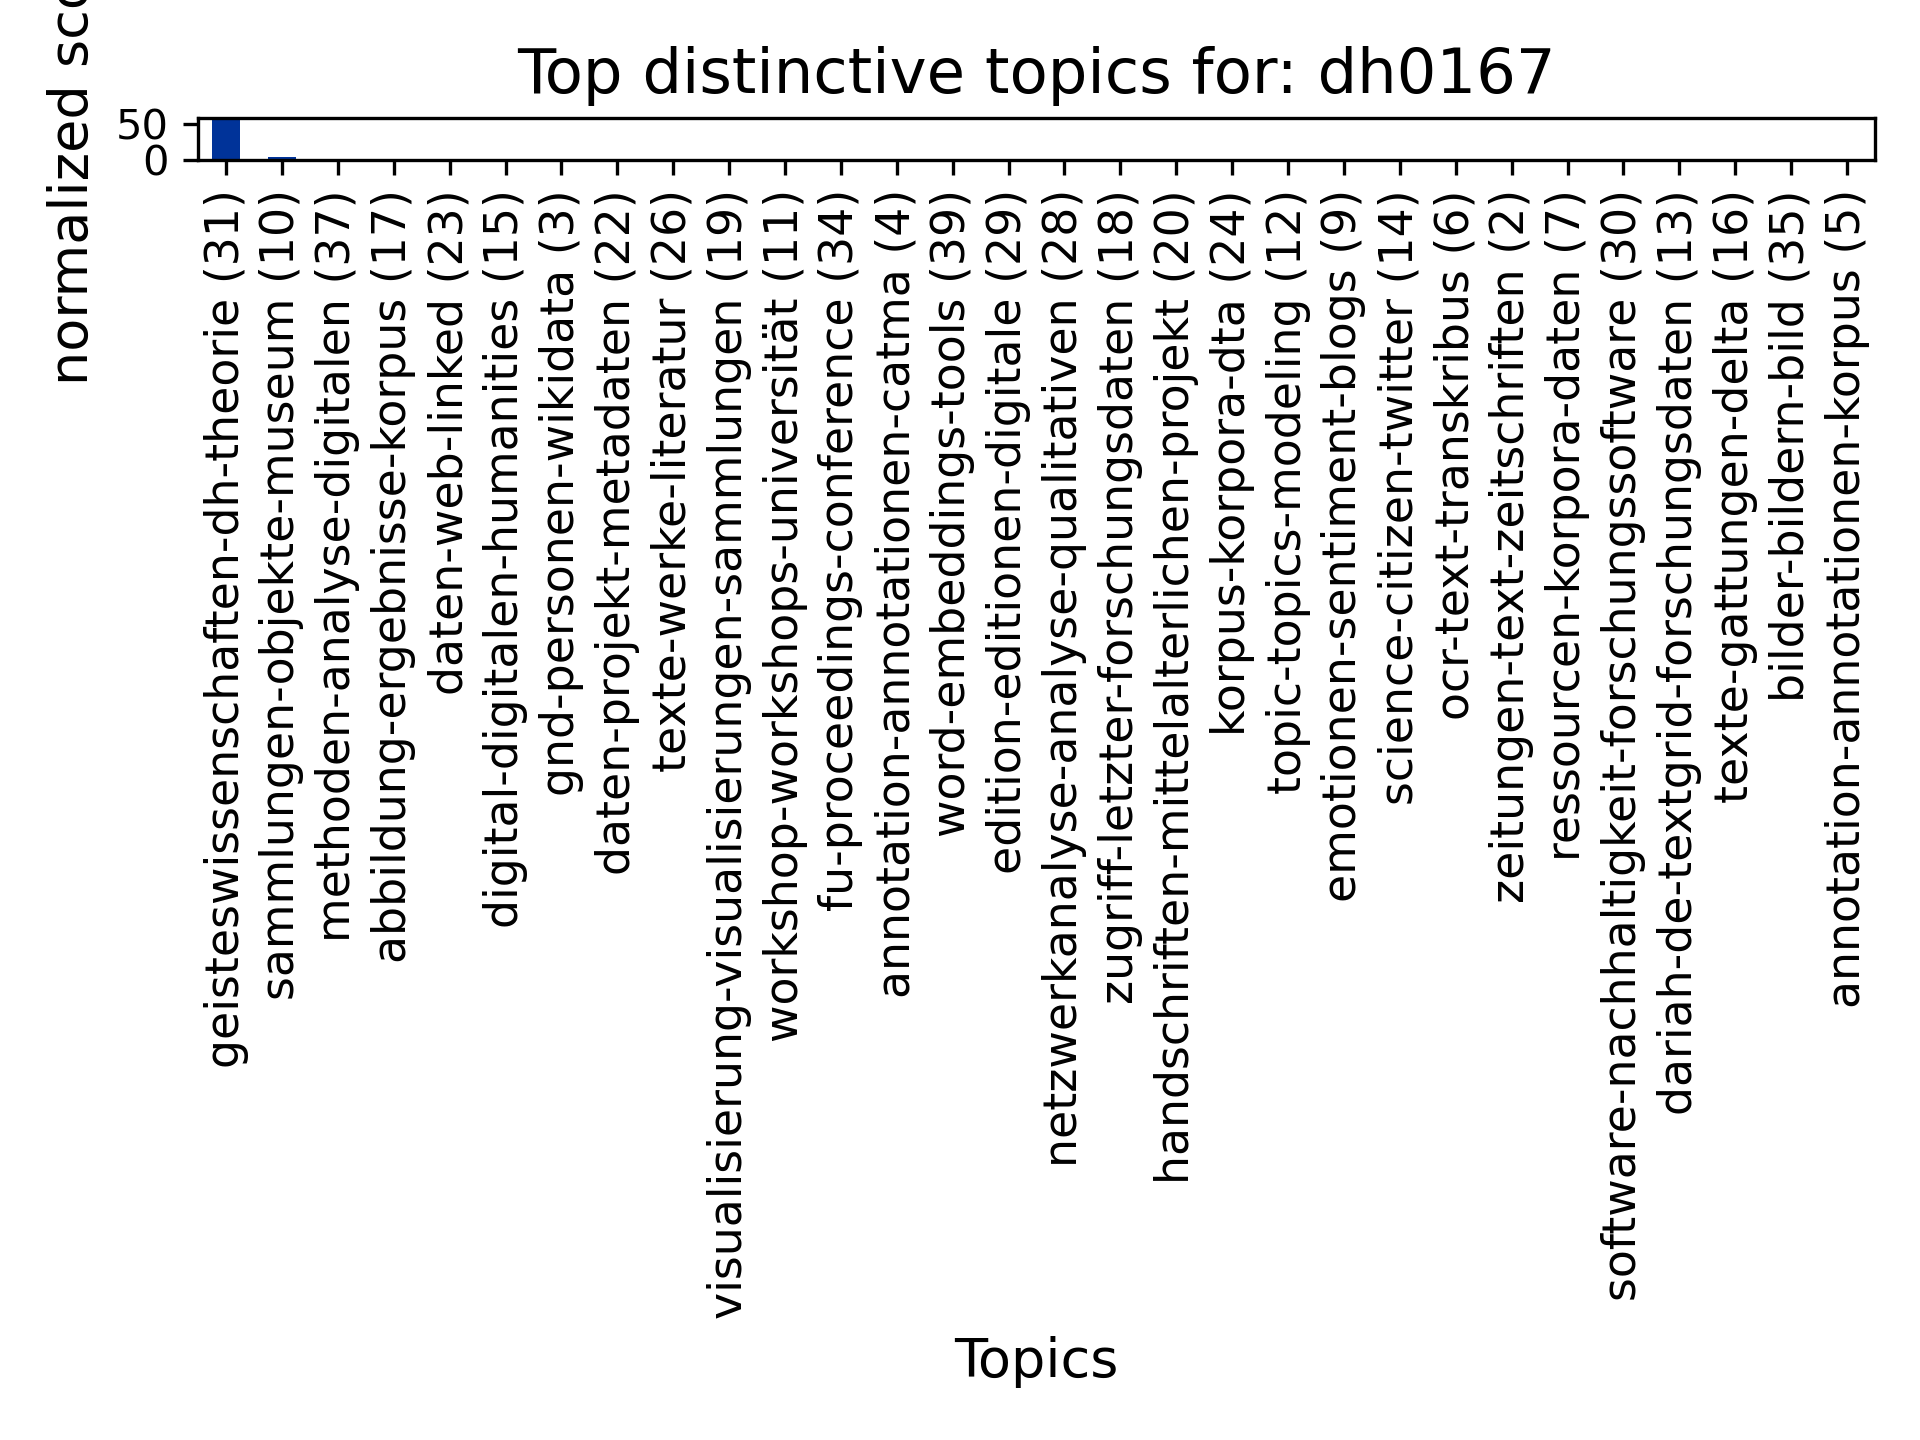 Top distinctive topics for: dh0167
normalized sco
50
0
geisteswissenschaften-dh-theorie (31)
sammlungen-objekte-museum (10)
methoden-analyse-digitalen (37)
abbildung-ergebnisse-korpus (17)
daten-web-linked (23)
digital-digitalen-humanities (15)
gnd-personen-wikidata (3)
daten-projekt-metadaten (22)
texte-werke-literatur (26)
visualisierung-visualisierungen-sammlungen (19)
workshop-workshops-universität (11)
fu-proceedings-conference (34)
annotation-annotationen-catma (4)
word-embeddings-tools (39)
edition-editionen-digitale (29)
netzwerkanalyse-analyse-qualitativen (28)
zugriff-letzter-forschungsdaten (18)
handschriften-mittelalterlichen-projekt (20)
korpus-korpora-dta (24)
topic-topics-modeling (12)
emotionen-sentiment-blogs (9)
science-citizen-twitter (14)
ocr-text-transkribus (6)
zeitungen-text-zeitschriften (2)
ressourcen-korpora-daten (7)
software-nachhaltigkeit-forschungssoftware (30)
dariah-de-textgrid-forschungsdaten (13)
texte-gattungen-delta (16)
bilder-bildern-bild (35)
annotation-annotationen-korpus (5)
Topics